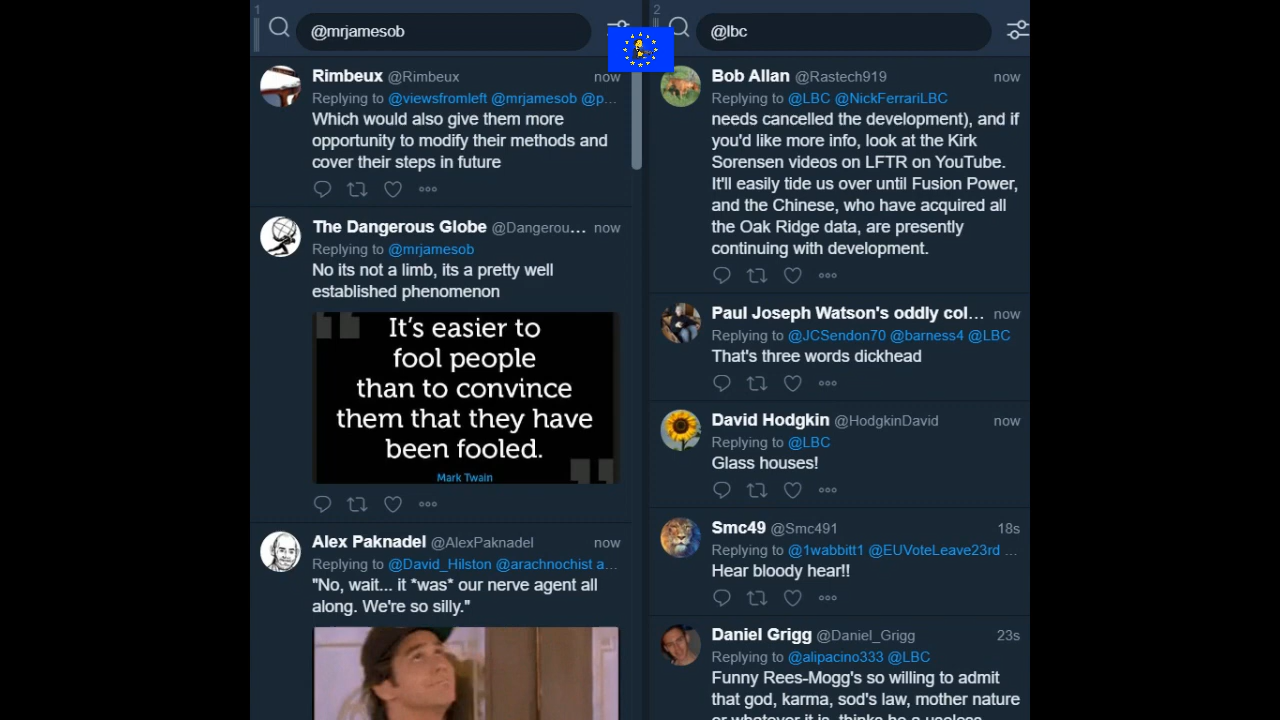 1
@mrjamesob
Rimbeux @Rimbeux now
Replying to @viewsfromleft @mrjamesob @p...
Which would also give them more
opportunity to modify their methods and
cover their steps in future
The Dangerous Globe @Dangerou... now
Replying to @mrjamesob
No its not a limb, its a pretty well
established phenomenon
It's easier to
fool people
than to convince
them that they have
been fooled.
Mark Twain
Alex Paknadel @AlexPaknadel now
Replying to @David_Hilston @arachnochist a...
"No, wait... it *was* our nerve agent all
along. We're so silly."
2
@lbc
Bob Allan @Rastech919 now
Replying to @LBC @NickFerrariLBC
needs cancelled the development), and if
you'd like more info, look at the Kirk
Sorensen videos on LFTR on YouTube.
It'll easily tide us over until Fusion Power,
and the Chinese, who have acquired all
the Oak Ridge data, are presently
continuing with development.
Paul Joseph Watson's oddly col... now
Replying to @JCSendon70 @barness4 @LBC
That's three words dickhead
David Hodgkin @HodgkinDavid now
Replying to @LBC
Glass houses!
Smc49 @Smc491 18s
Replying to @1wabbitt1 @EUVoteLeave23rd ...
Hear bloody hear!!
Daniel Grigg @Daniel_Grigg 23s
Replying to @alipacino333 @LBC
Funny Rees-Mogg's so willing to admit
that god, karma, sod's law, mother nature
or whatever it is, thinks he a useless